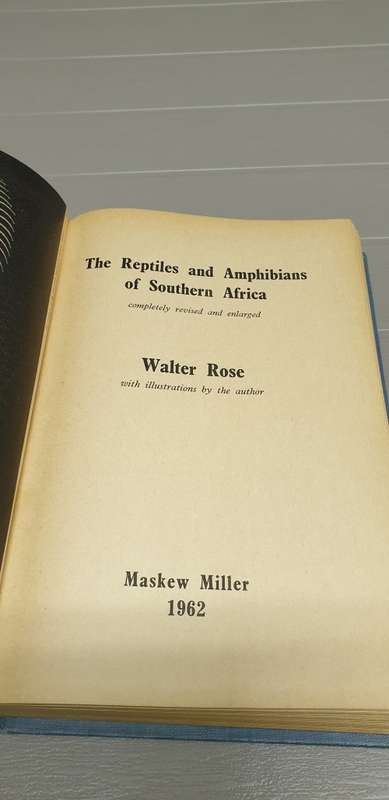 The Reptiles and Amphibians
of Southern Africa
completely revised and enlarged
Walter Rose
with illustrations by the author
Maskew Miller
1962